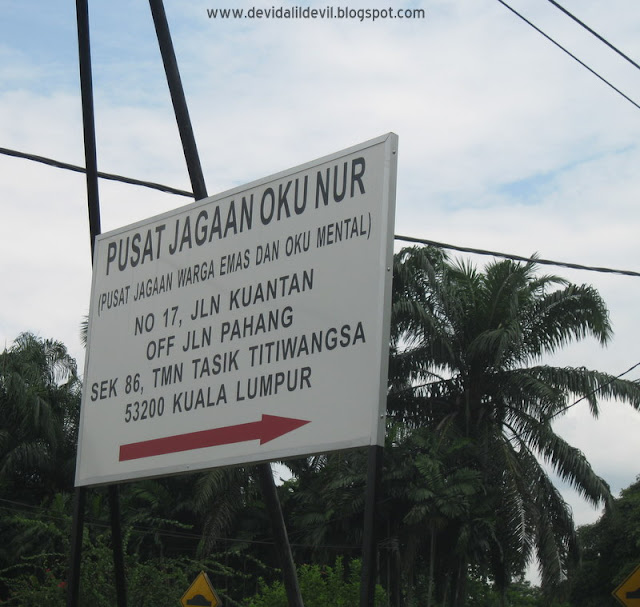 www.devidalildevil.blogspot.com
PUSAT JAGAAN OKU NUR
(PUSAT JAGAAN WARGA EMAS DAN OKU MENTAL)
NO 17, JLN KUANTAN
OFF JLN PAHANG
SEK 86, TMN TASIK TITIWANGSA
53200 KUALA LUMPUR